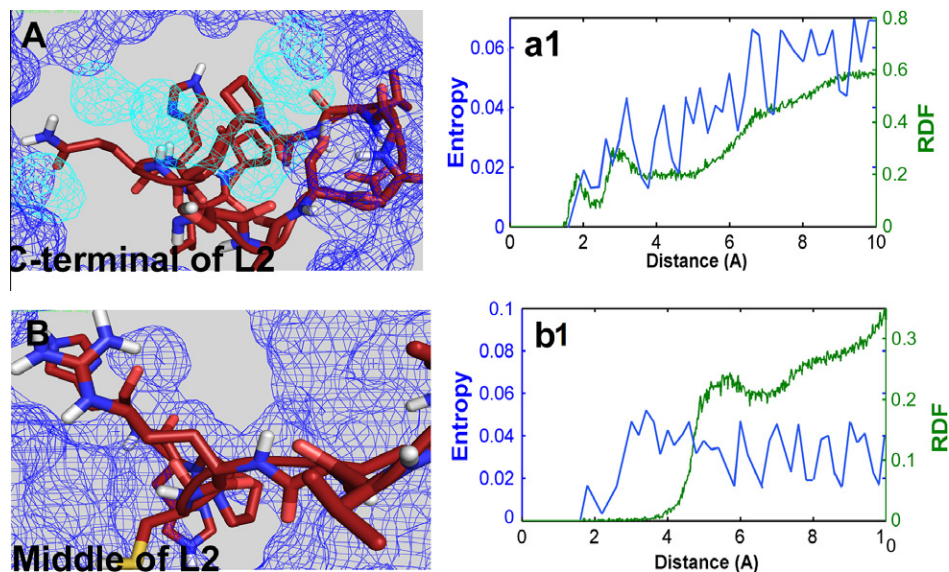 A
C-terminal of L2
a1
Entropy
0.06
0.04
0.02
0
0.8
0.6
0.4
0.2
0
RDF
0 2 4 6 8 10
Distance (A)
B
Middle of L2
b1
Entropy
0.1
0.08
0.06
0.04
0.02
0
0.3
0.2
0.1
0
RDF
0 2 4 6 8 10
Distance (A)